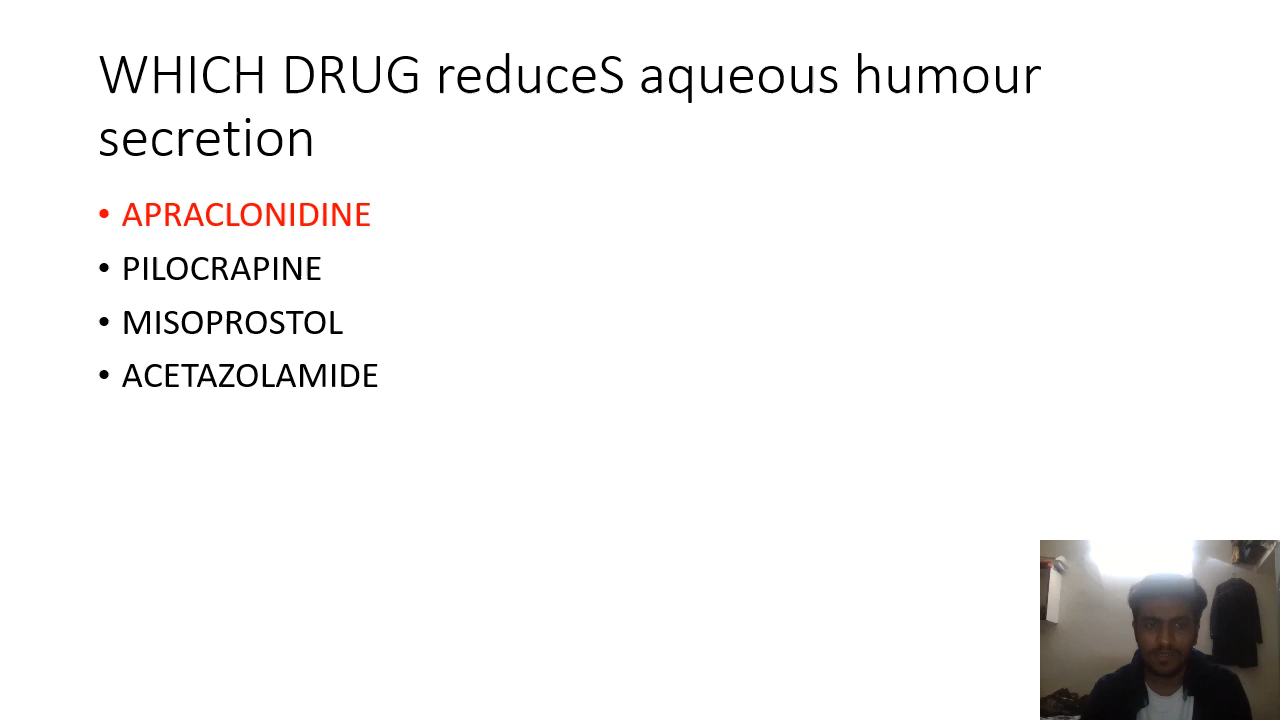 WHICH DRUG reduceS aqueous humour
secretion
• APRACLONIDINE
• PILOCRAPINE
• MISOPROSTOL
• ACETAZOLAMIDE